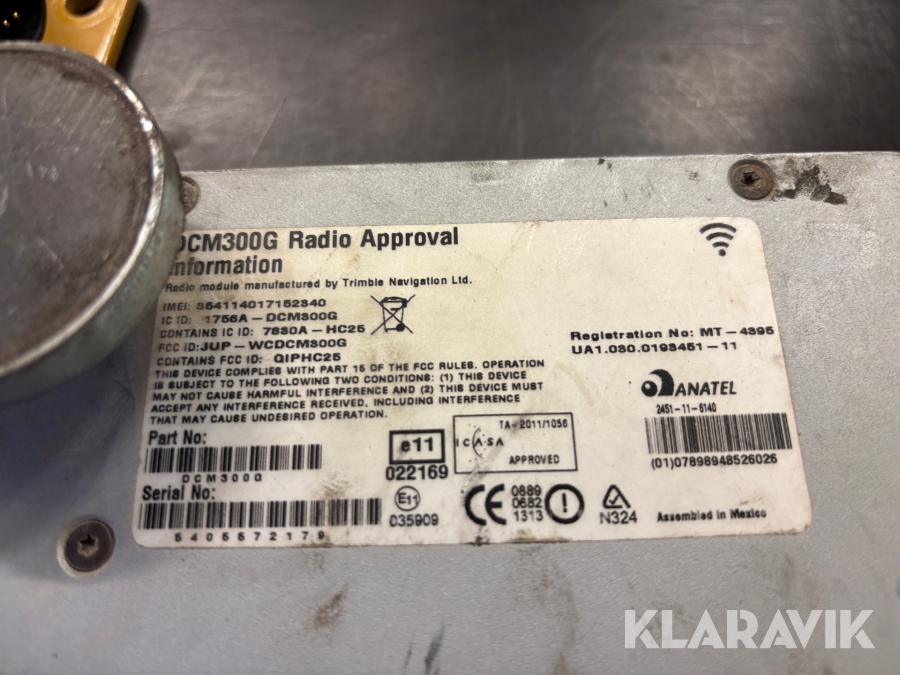 DCM300G Radio Approval
Information
Radio module manufactured by Trimble Navigation Ltd.
IMEI: 354114017152340
IC ID: 1756A-DCM300G
CONTAINS IC ID: 7830A-HC25
FCC ID:JUP-WCDCM300G
CONTAINS FCC ID: QIPHC25
THIS DEVICE COMPLIES WITH PART 15 OF THE FCC RULES. OPERATION
IS SUBJECT TO THE FOLLOWING TWO CONDITIONS: (1) THIS DEVICE
MAY NOT CAUSE HARMFUL INTERFERENCE AND (2) THIS DEVICE MUST
ACCEPT ANY INTERFERENCE RECEIVED, INCLUDING INTERFERENCE
THAT MAY CAUSE UNDESIRED OPERATION.
Part No:
DCM300G
Serial No:
5405572179
e11
022169
E11
035909
TA-2011/1056
ICASA
APPROVED
CE 0889
0682
1313
N324
Registration No: MT-4395
UA1.030.0193451-11
ANATEL
2451-11-6140
(01)07898948526026
Assembled in Mexico
KLARAVIK